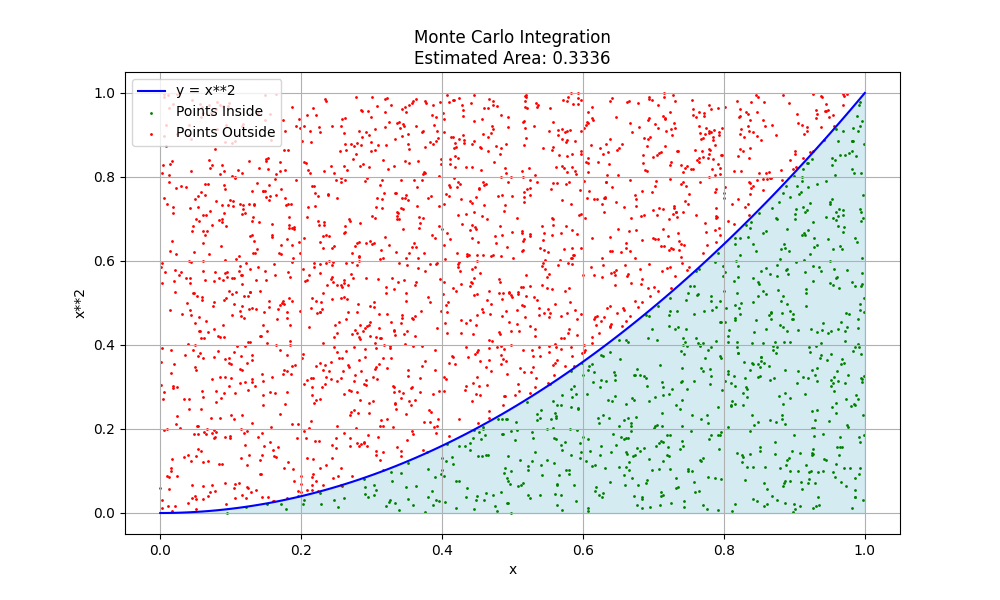 Monte Carlo Integration
Estimated Area: 0.3336
y = x**2
Points Inside
Points Outside
1.0
0.8
0.6
0.4
0.2
0.0
x**2
0.0 0.2 0.4 0.6 0.8 1.0
x